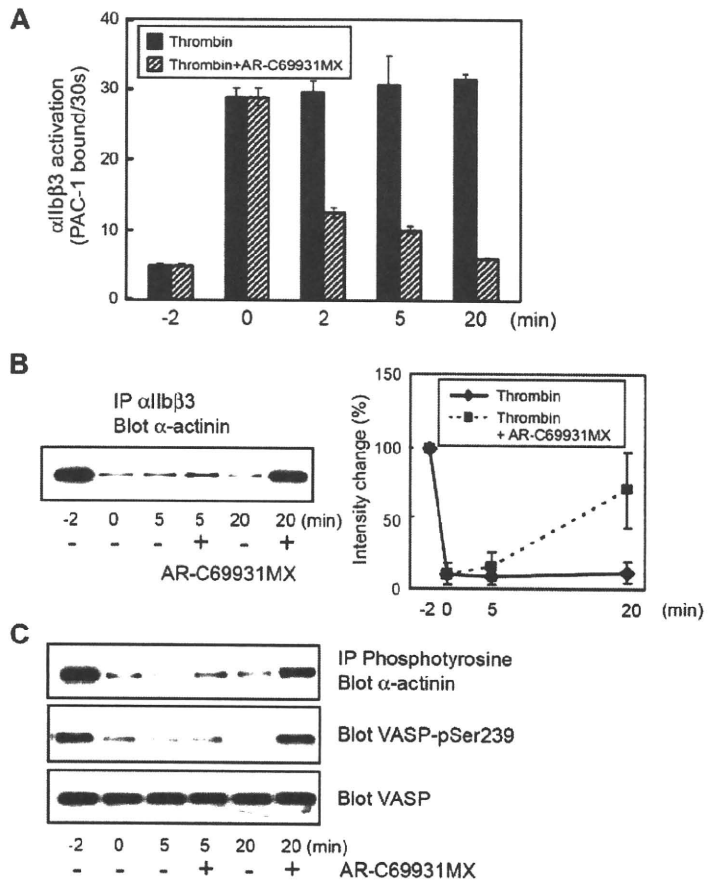 A
αIIbβ3 activation
(PAC-1 bound/30s)
40
30
20
10
0
Thrombin
Thrombin+AR-C69931MX
-2 0 2 5 20 (min)
B
IP αIIbβ3
Blot α-actinin
-2 0 5 5 20 20 (min)
- - - + - +
AR-C69931MX
Intensity change (%)
150
100
50
0
Thrombin
Thrombin
+ AR-C69931MX
-2 0 5 20 (min)
C
IP Phosphotyrosine
Blot α-actinin
Blot VASP-pSer239
Blot VASP
-2 0 5 5 20 20 (min)
- - - + - + AR-C69931MX